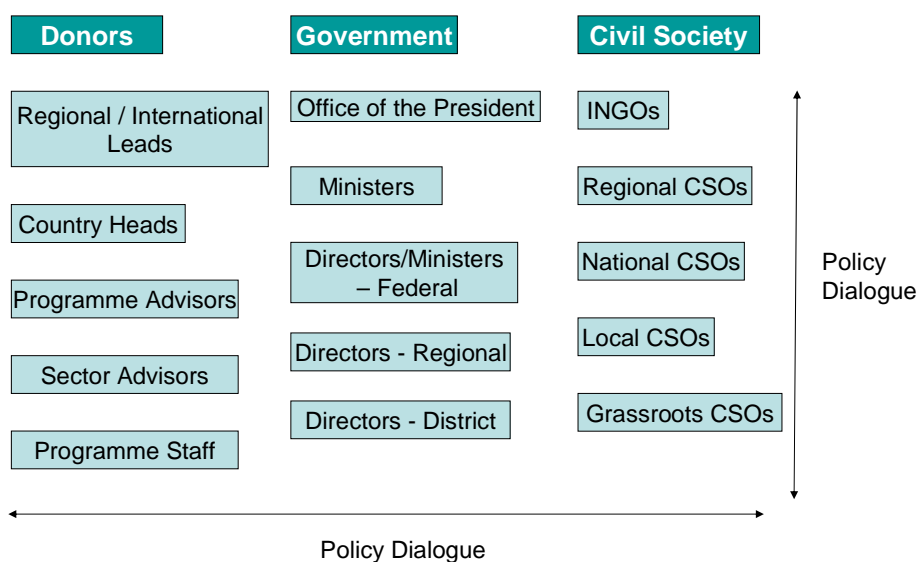 Donors
Government
Civil Society
Regional / International
Leads
Country Heads
Programme Advisors
Sector Advisors
Programme Staff
Office of the President
Ministers
Directors/Ministers
– Federal
Directors - Regional
Directors - District
INGOs
Regional CSOs
National CSOs
Local CSOs
Grassroots CSOs
Policy
Dialogue
Policy Dialogue